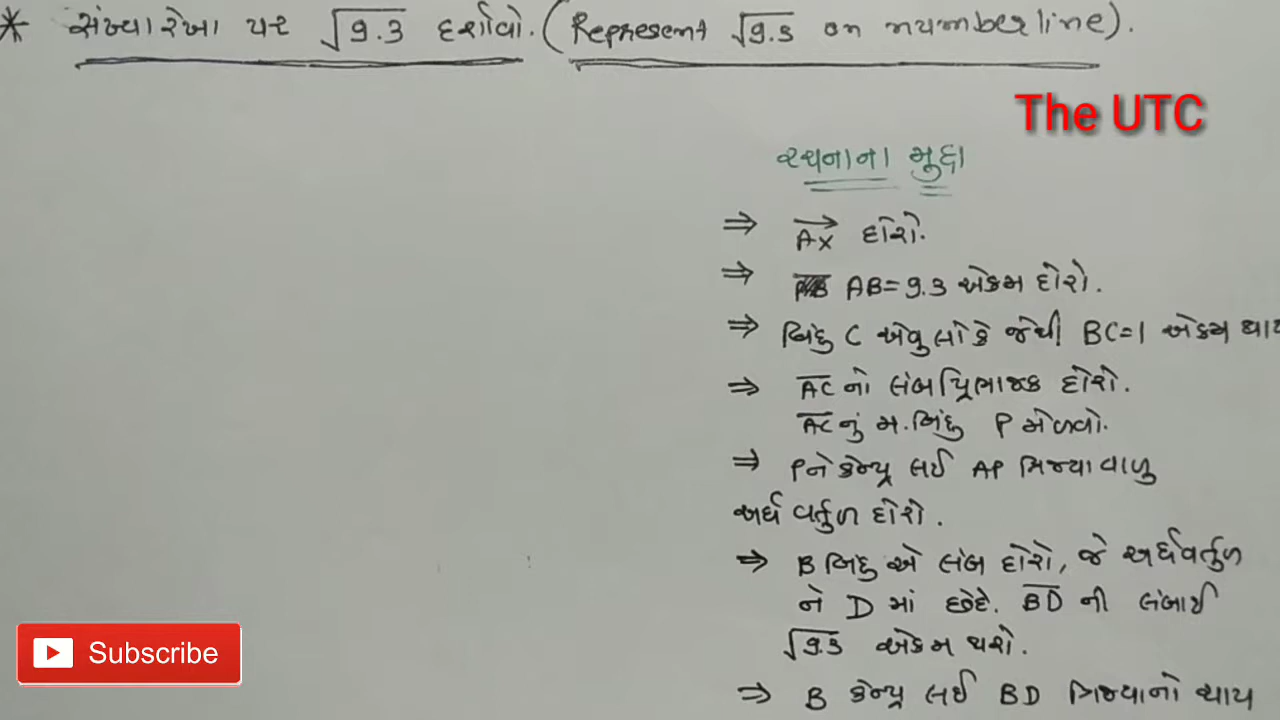 * સંખ્યારેખા પર √9.3 દર્શાવો. (Represent √9.3 on number line).
The UTC
રચનાના મુદ્દા
⇒ AX દોરો.
⇒ AB=9.3 એકમ દોરો.
⇒ બિંદુ C એવુ લો કે જેથી BC=1 એકમ થાય
⇒ AC નો લંબદ્વિભાજક દોરો.
AC નું મ.બિંદુ P મેળવો.
⇒ P ને કેન્દ્ર લઈ AP ત્રિજ્યાવાળુ
અર્ધ વર્તુળ દોરો.
⇒ B બિંદુ એ લંબ દોરો, જે અર્ધવર્તુળ
ને D માં છેદે. BD ની લંબાઈ
√9.3 એકમ થશે.
⇒ B કેન્દ્ર લઈ BD ત્રિજ્યાનો ચાપ
Subscribe